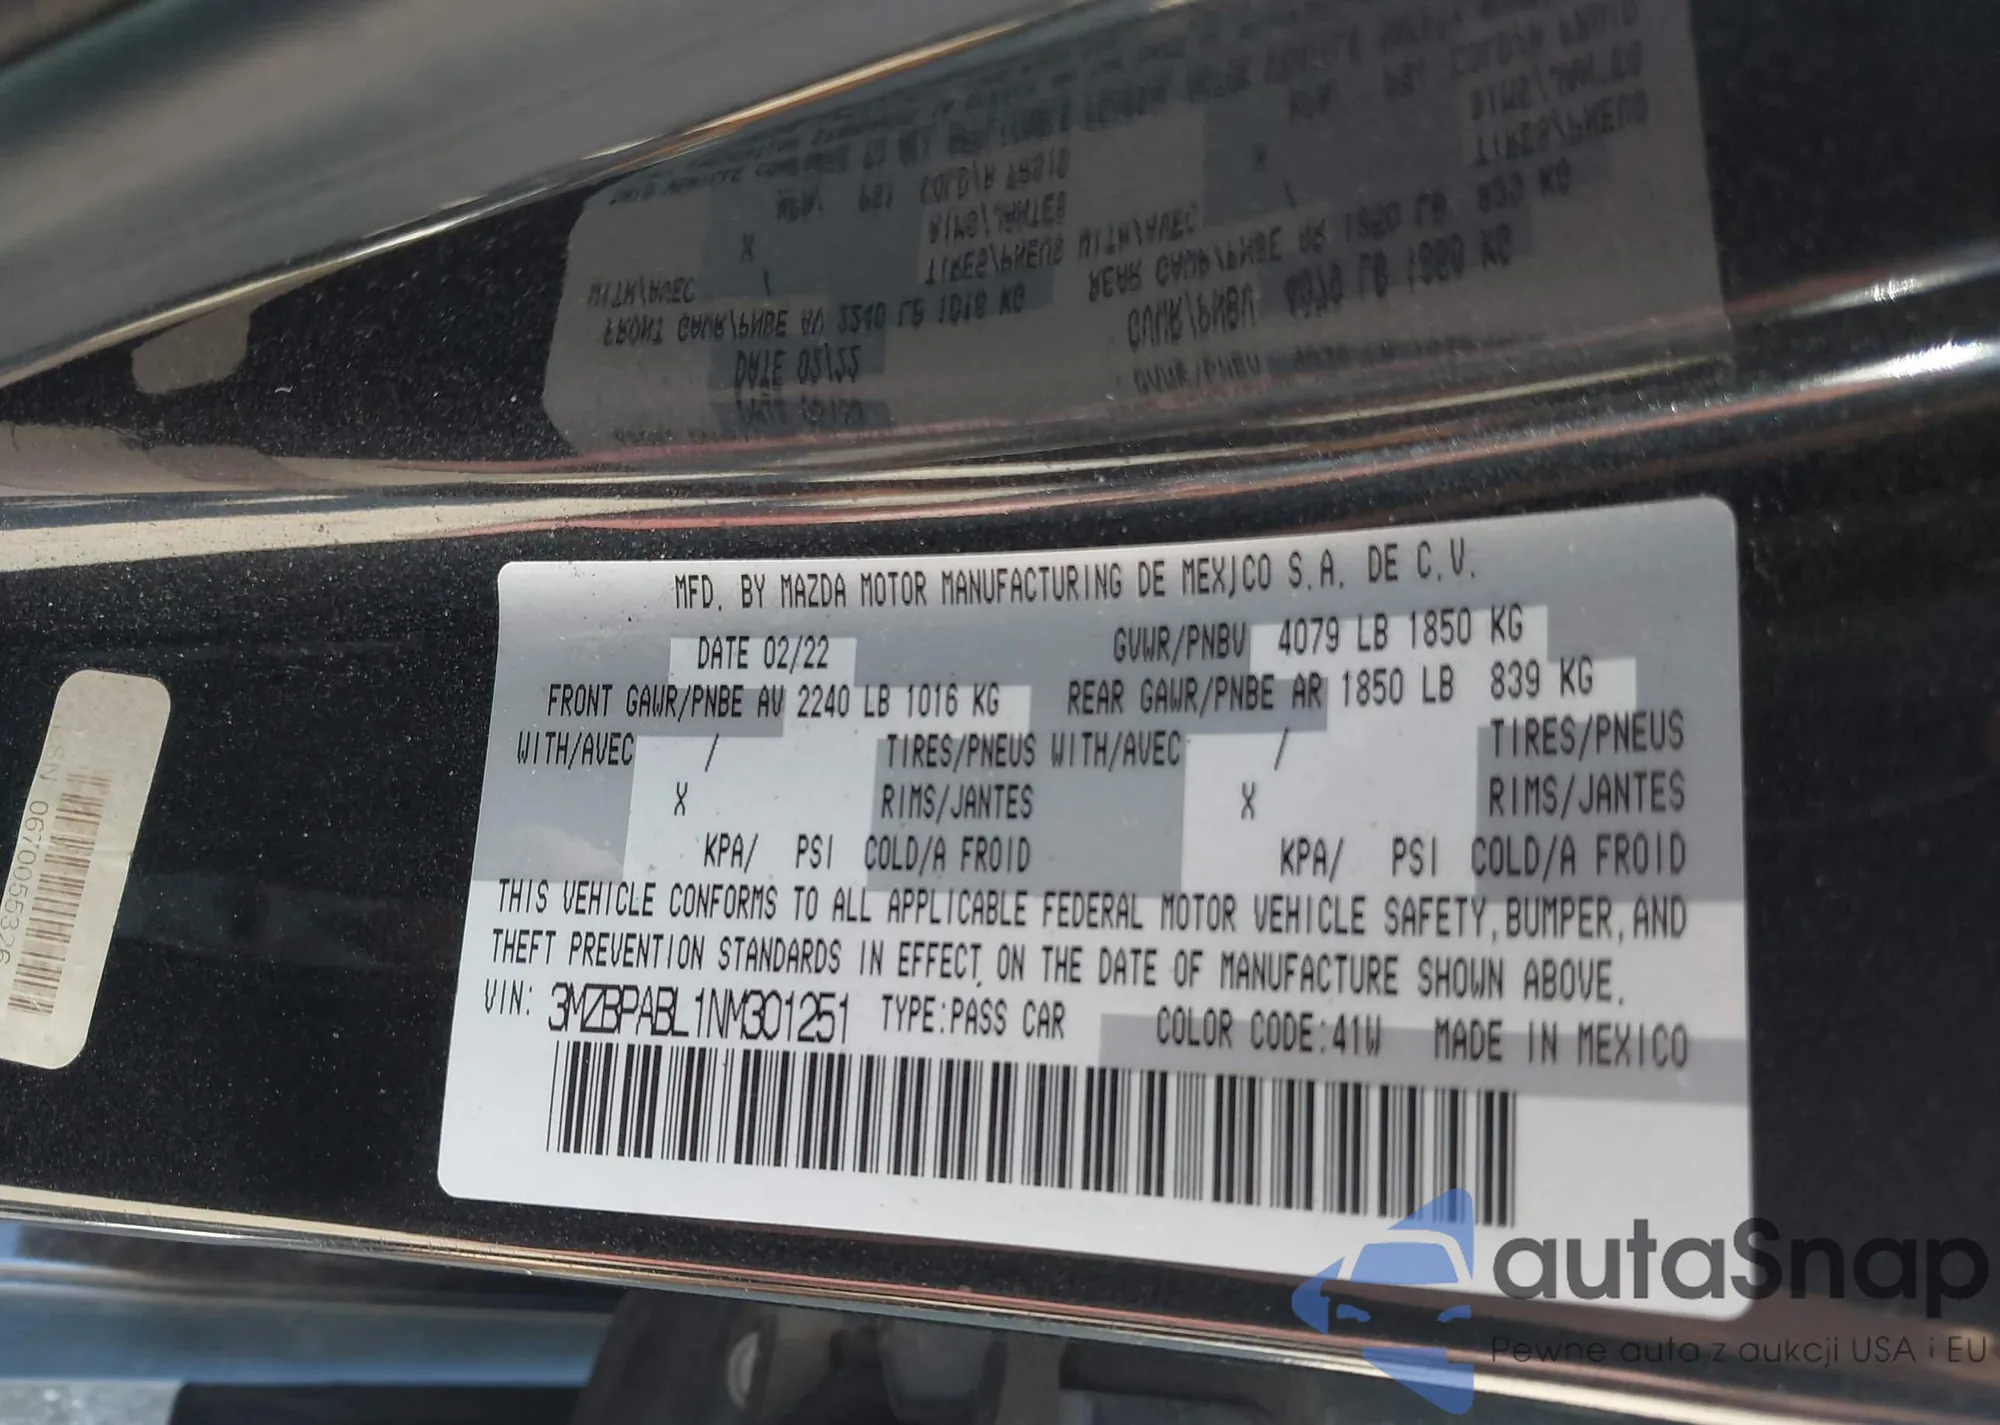 MFD. BY MAZDA MOTOR MANUFACTURING DE MEXJCO S.A. DE C.V.
DATE 02/22 GVWR/PNBV 4079 LB 1850 KG
FRONT GAWR/PNBE AV 2240 LB 1016 KG REAR GAWR/PNBE AR 1850 LB 839 KG
WITH/AVEC / TIRES/PNEUS WITH/AVEC / TIRES/PNEUS
X RIMS/JANTES X RIMS/JANTES
KPA/ PSI COLD/A FROID KPA/ PSI COLD/A FROID
THIS VEHICLE CONFORMS TO ALL APPLICABLE FEDERAL MOTOR VEHICLE SAFETY, BUMPER, AND
THEFT PREVENTION STANDARDS IN EFFECT ON THE DATE OF MANUFACTURE SHOWN ABOVE.
VIN: 3MZBPABL1NM301251 TYPE:PASS CAR COLOR CODE:41W MADE IN MEXICO
LSN 0670055326
autaSnap
Pewne auta z aukcji USA i EU